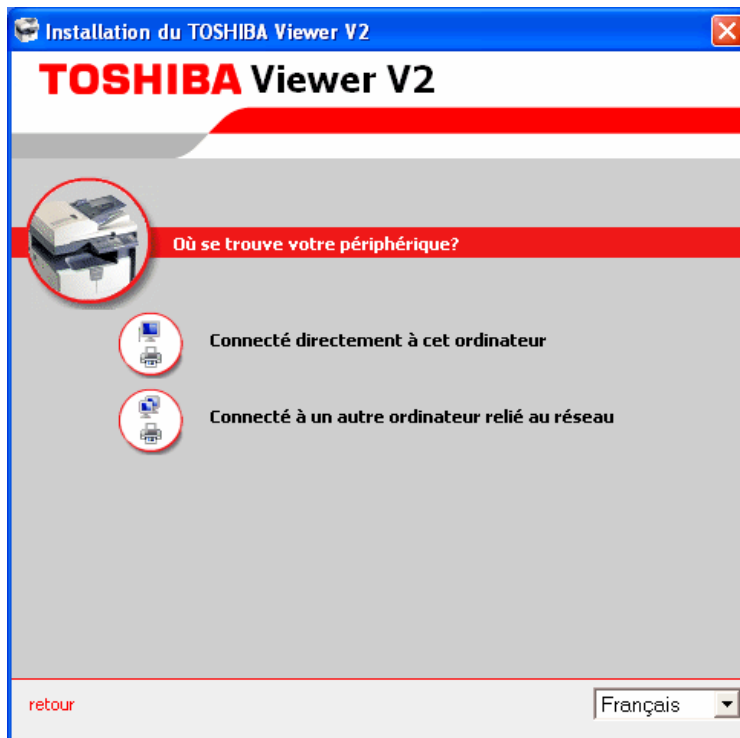 Installation du TOSHIBA Viewer V2
TOSHIBA Viewer V2
Où se trouve votre périphérique?
Connecté directement à cet ordinateur
Connecté à un autre ordinateur relié au réseau
retour
Français